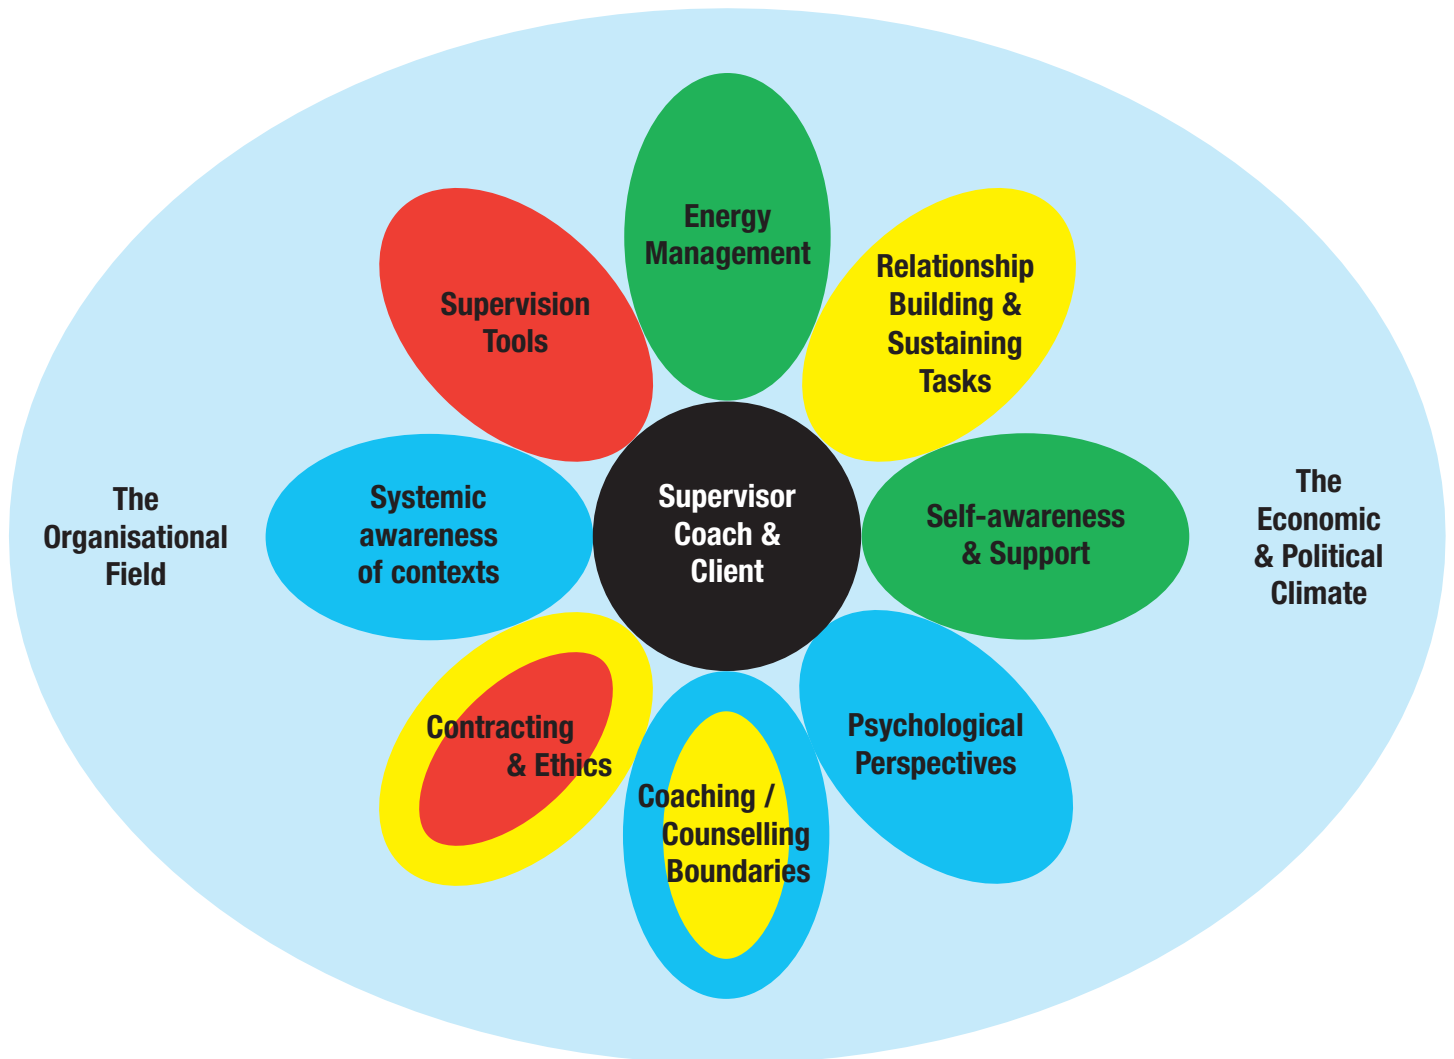 Energy
Management
Relationship
Building &
Sustaining
Tasks
Supervision
Tools
The
Organisational
Field
Systemic
awareness
of contexts
Supervisor
Coach &
Client
Self-awareness
& Support
The
Economic
& Political
Climate
Contracting
& Ethics
Coaching /
Counselling
Boundaries
Psychological
Perspectives